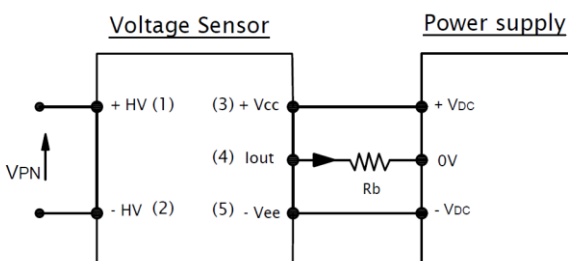 Voltage Sensor
Power supply
+ HV (1)
(3) + Vcc
+ VDC
VPN
(4) Iout
Rb
0V
- HV (2)
(5) - Vee
- VDC